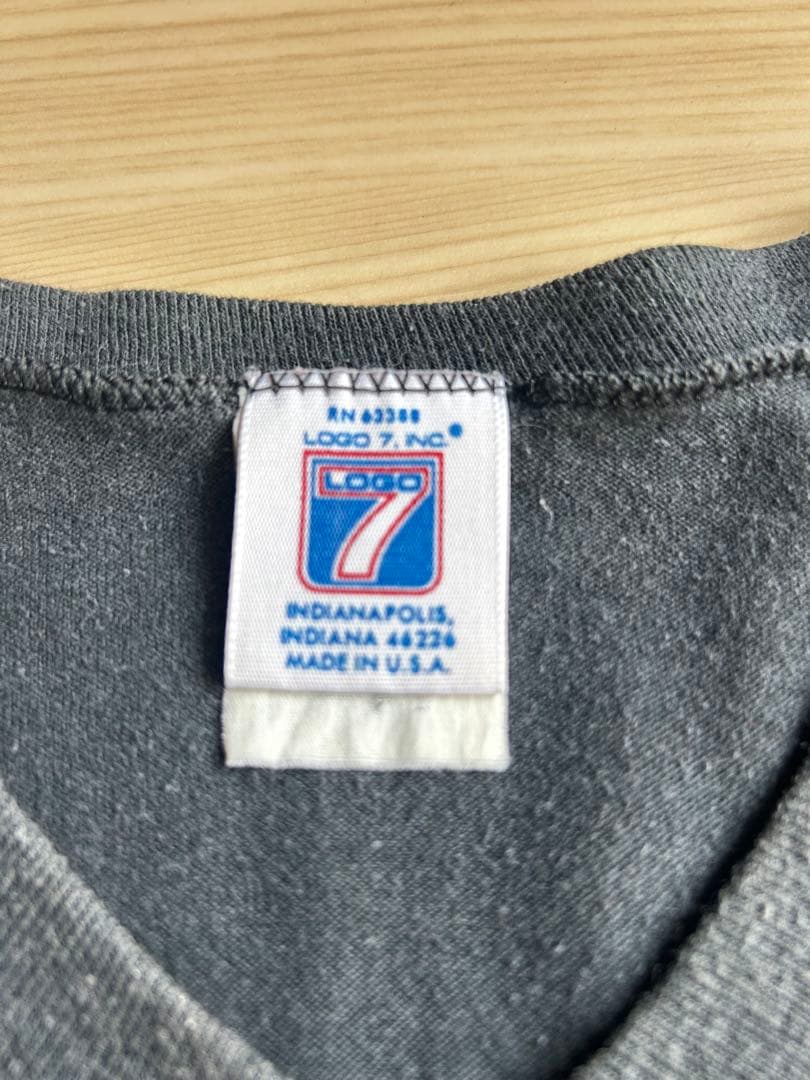 RN 63388
LOGO 7, INC.®
LOGO
7
INDIANAPOLIS,
INDIANA 46226
MADE IN U.S.A.